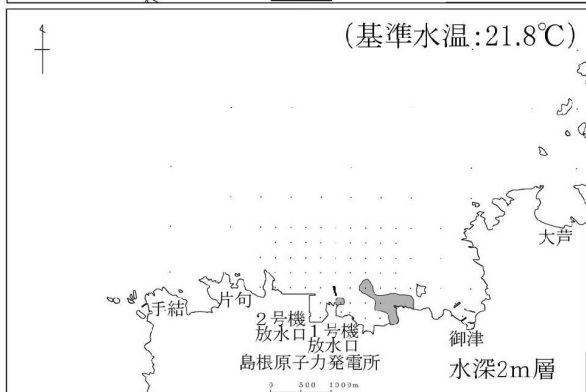 (基準水温:21.8℃)
大芦
手結
片句
2号機
放水口
1号機
放水口
御津
島根原子力発電所
水深2m層
0 500 1000m